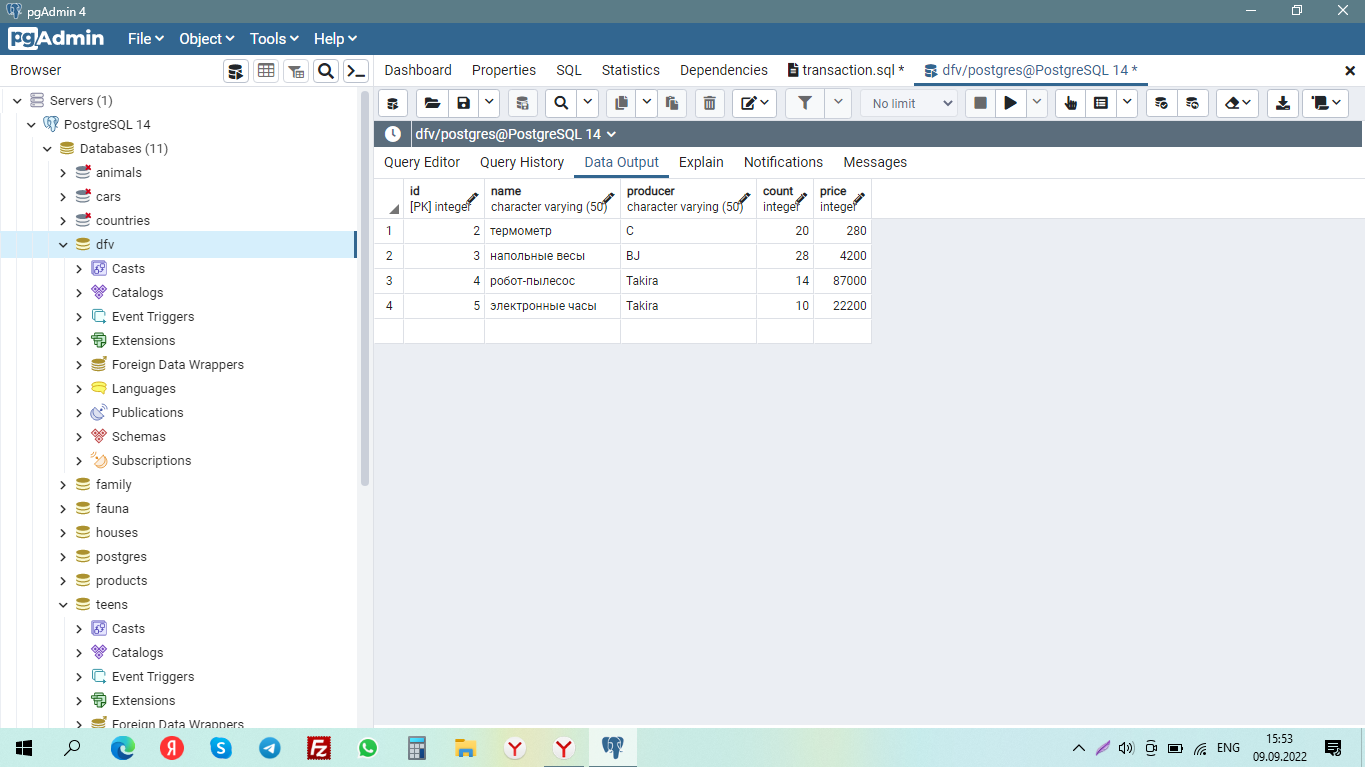 pgAdmin 4
pgAdmin File Object Tools Help
Browser
Dashboard Properties SQL Statistics Dependencies transaction.sql * dfv/postgres@PostgreSQL 14 *
No limit
dfv/postgres@PostgreSQL 14
Query Editor Query History Data Output Explain Notifications Messages
id name producer count price
[PK] integer character varying (50) character varying (50) integer integer
1 2 термометр C 20 280
2 3 напольные весы BJ 28 4200
3 4 робот-пылесос Takira 14 87000
4 5 электронные часы Takira 10 22200
Servers (1)
PostgreSQL 14
Databases (11)
animals
cars
countries
dfv
Casts
Catalogs
Event Triggers
Extensions
Foreign Data Wrappers
Languages
Publications
Schemas
Subscriptions
family
fauna
houses
postgres
products
teens
Casts
Catalogs
Event Triggers
Extensions
Foreign Data Wrappers
ENG
15:53
09.09.2022